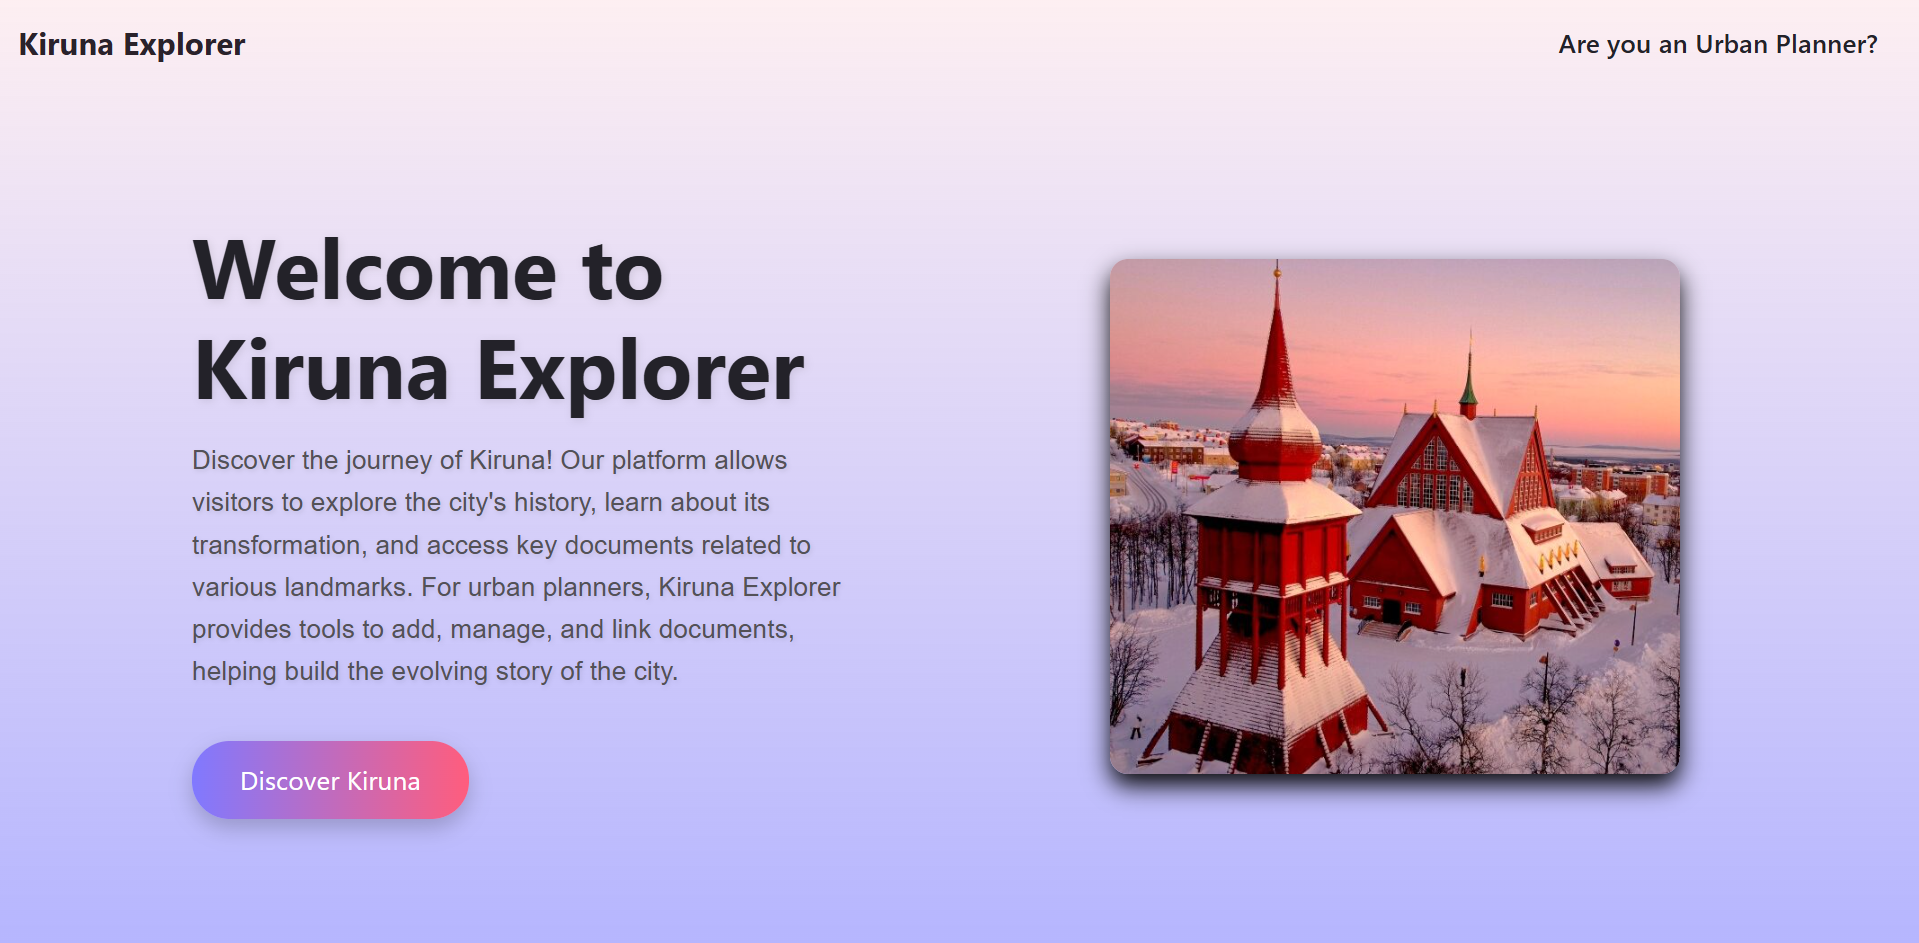 Kiruna Explorer
Are you an Urban Planner?
Welcome to
Kiruna Explorer
Discover the journey of Kiruna! Our platform allows
visitors to explore the city's history, learn about its
transformation, and access key documents related to
various landmarks. For urban planners, Kiruna Explorer
provides tools to add, manage, and link documents,
helping build the evolving story of the city.
Discover Kiruna